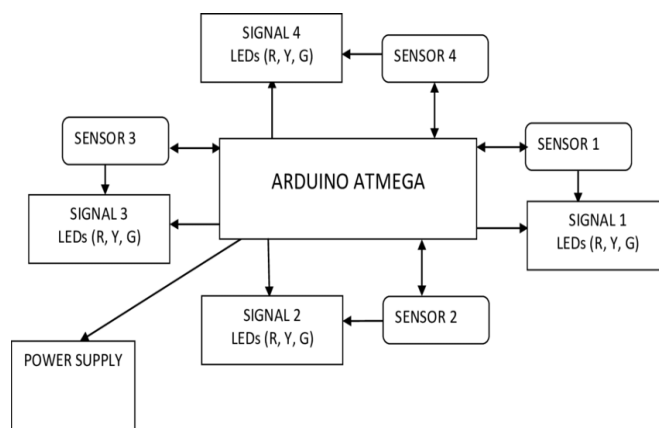 SIGNAL 4
LEDs (R, Y, G)
SENSOR 4
SENSOR 3
SENSOR 1
ARDUINO ATMEGA
SIGNAL 3
LEDs (R, Y, G)
SIGNAL 1
LEDs (R, Y, G)
SIGNAL 2
LEDs (R, Y, G)
SENSOR 2
POWER SUPPLY